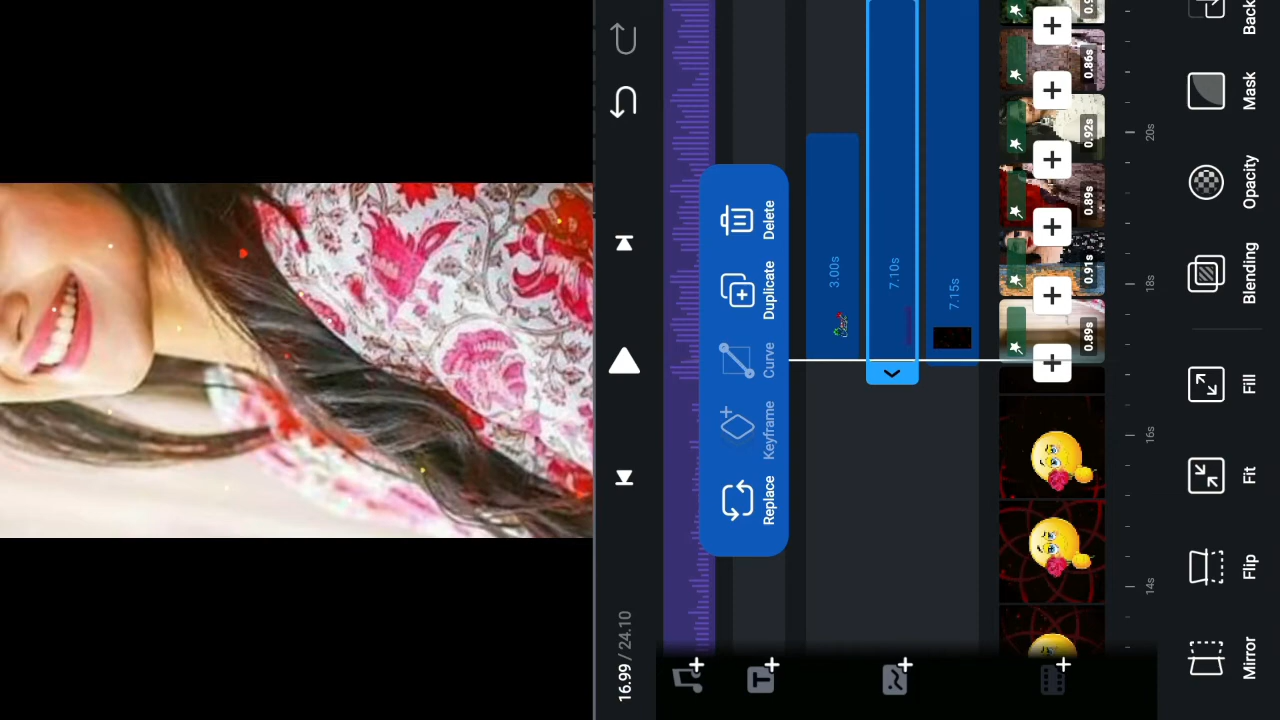 16.99 / 24.10
Replace
Keyframe
Curve
Duplicate
Delete
3.00s
7.10s
7.15s
0.89s
0.91s
0.89s
0.92s
0.86s
14s
16s
18s
20s
Mirror
Flip
Fit
Fill
Blending
Opacity
Mask